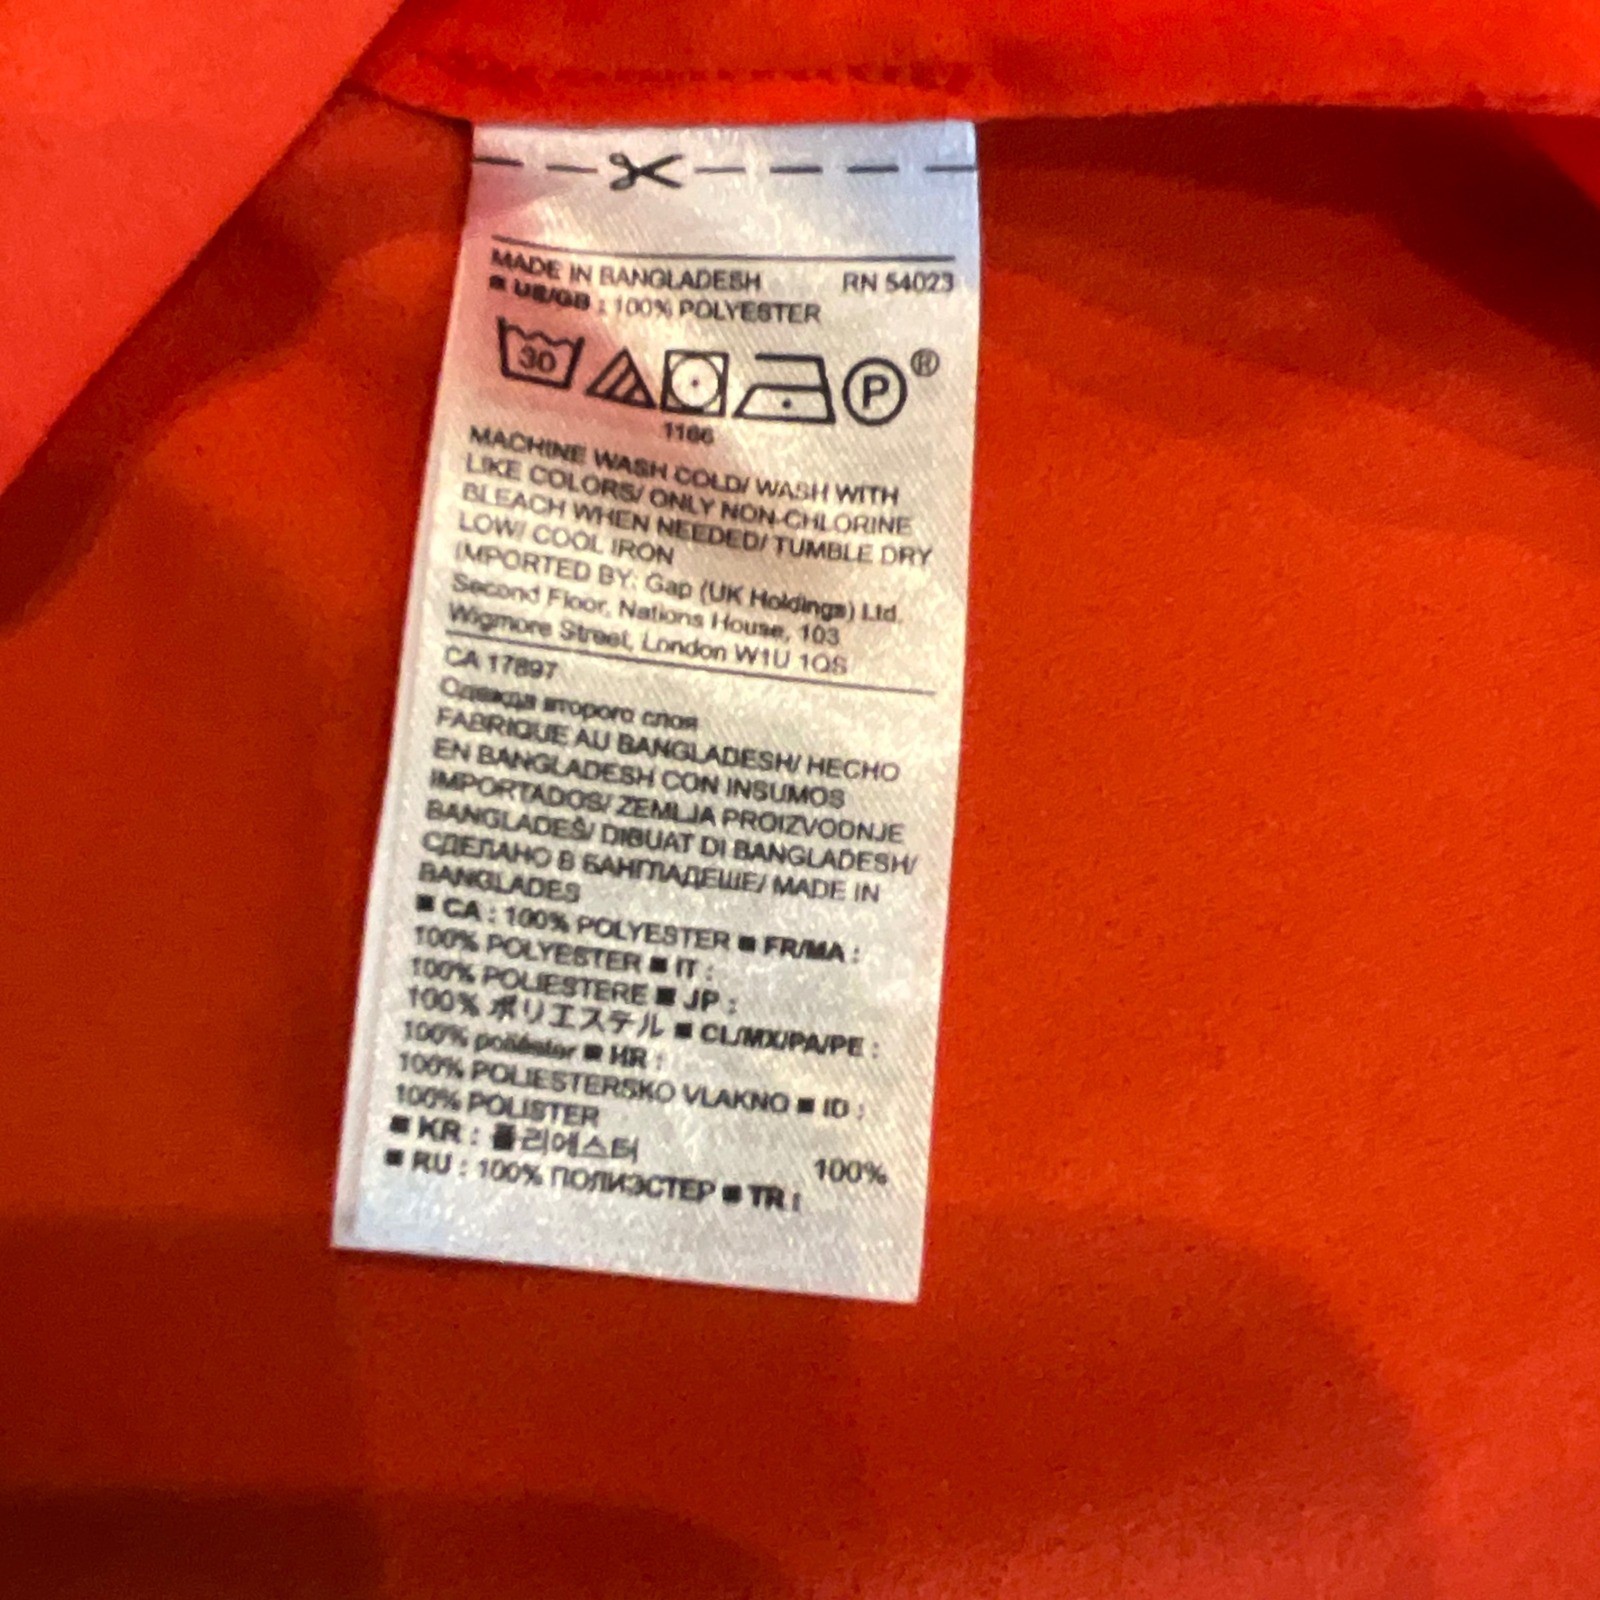 MADE IN BANGLADESH RN 54023
■ US/GB : 100% POLYESTER
30 P ®
1166
MACHINE WASH COLD/ WASH WITH
LIKE COLORS/ ONLY NON-CHLORINE
BLEACH WHEN NEEDED/ TUMBLE DRY
LOW/ COOL IRON
IMPORTED BY: Gap (UK Holdings) Ltd.
Second Floor, Nations House, 103
Wigmore Street, London W1U 1QS
CA 17897
Одежда второго слоя
FABRIQUE AU BANGLADESH/ HECHO
EN BANGLADESH CON INSUMOS
IMPORTADOS/ ZEMLJA PROIZVODNJE
BANGLADEŠ/ DIBUAT DI BANGLADESH/
СДЕЛАНО В БАНГЛАДЕШЕ/ MADE IN
BANGLADES
■ CA : 100% POLYESTER ■ FR/MA :
100% POLYESTER ■ IT :
100% POLIESTERE ■ JP :
100% ポリエステル ■ CL/MX/PA/PE :
100% poliéster ■ HR :
100% POLIESTERSKO VLAKNO ■ ID :
100% POLISTER
■ KR : 폴리에스터 100%
■ RU : 100% ПОЛИЭСТЕР ■ TR :